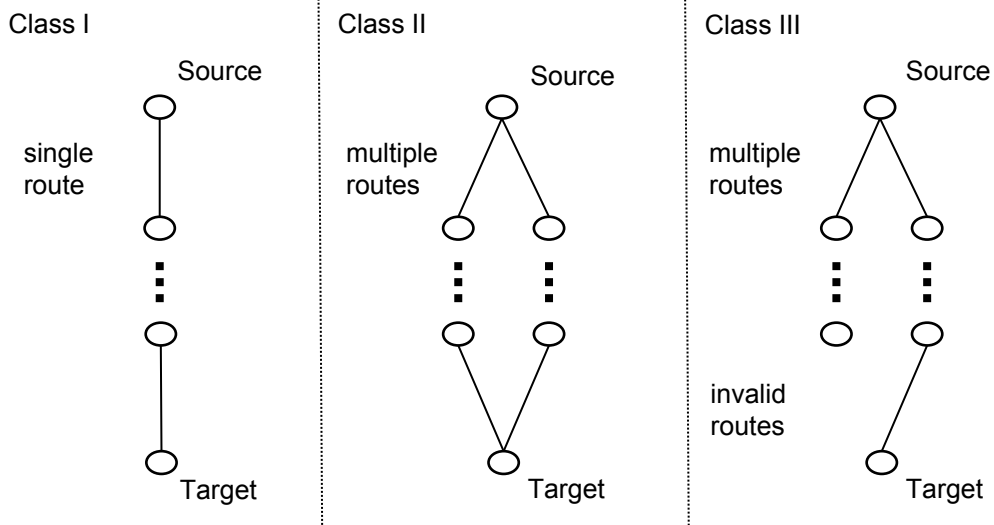 Class I
Source
single
route
Target
Class II
Source
multiple
routes
Target
Class III
Source
multiple
routes
invalid
routes
Target